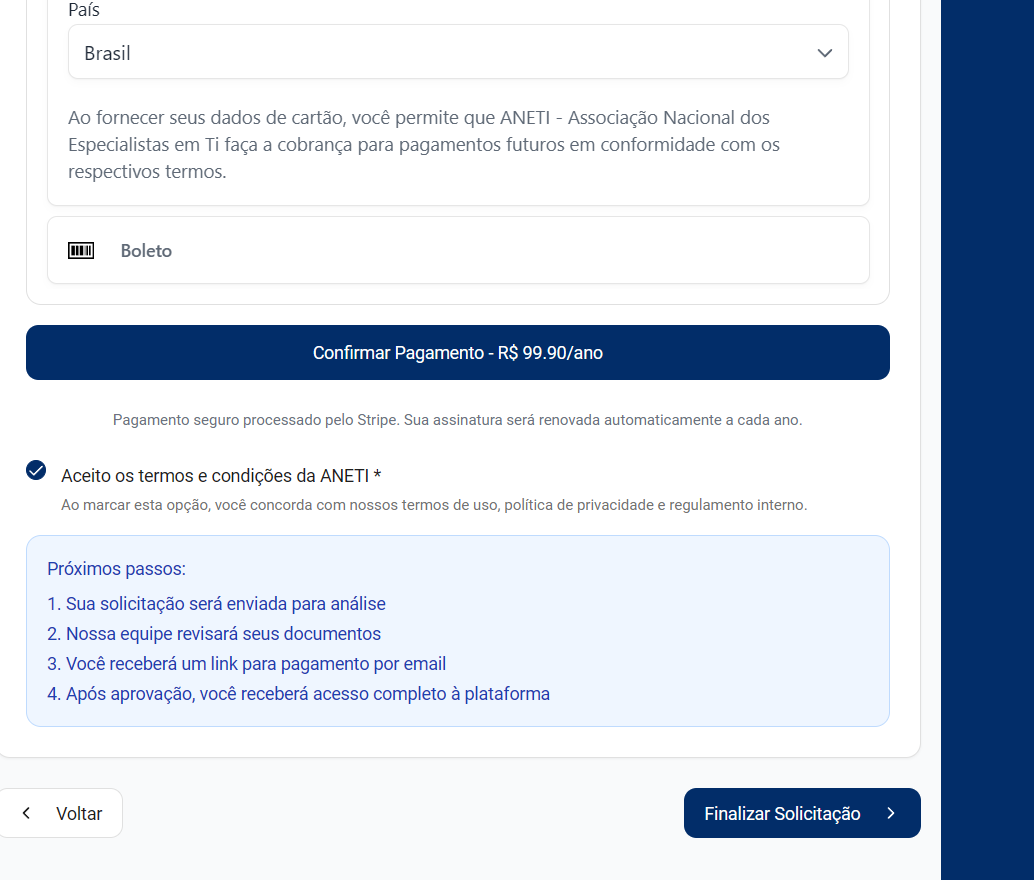 País
Brasil
Ao fornecer seus dados de cartão, você permite que ANETI - Associação Nacional dos
Especialistas em Ti faça a cobrança para pagamentos futuros em conformidade com os
respectivos termos.
Boleto
Confirmar Pagamento - R$ 99.90/ano
Pagamento seguro processado pelo Stripe. Sua assinatura será renovada automaticamente a cada ano.
Aceito os termos e condições da ANETI *
Ao marcar esta opção, você concorda com nossos termos de uso, política de privacidade e regulamento interno.
Próximos passos:
1. Sua solicitação será enviada para análise
2. Nossa equipe revisará seus documentos
3. Você receberá um link para pagamento por email
4. Após aprovação, você receberá acesso completo à plataforma
Voltar
Finalizar Solicitação